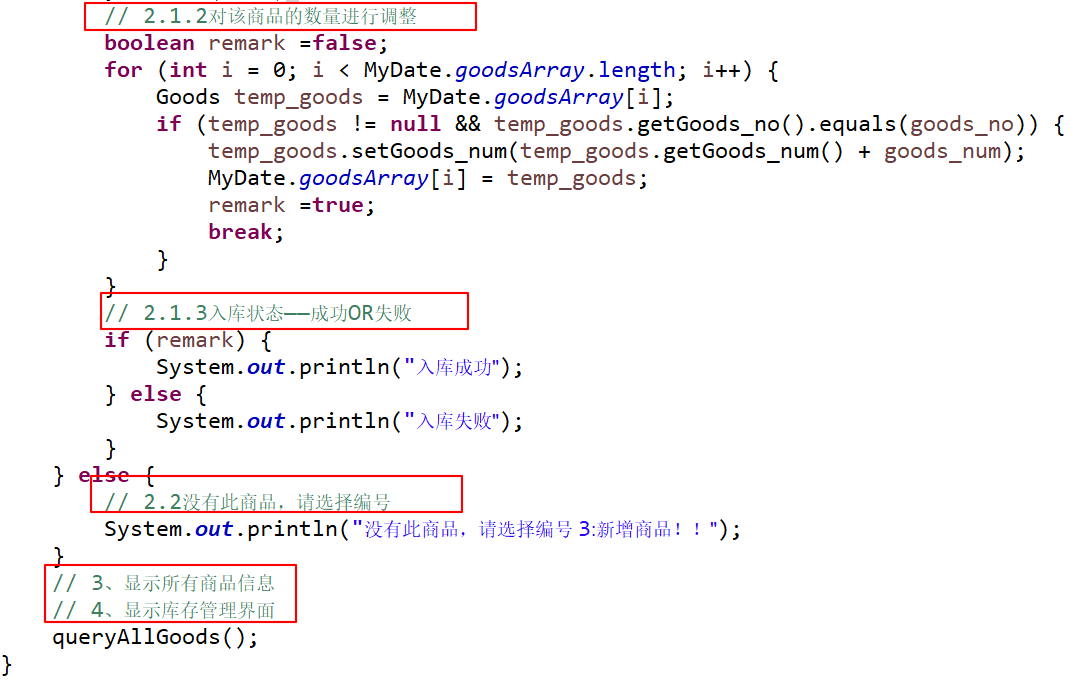 // 2.1.2对该商品的数量进行调整
boolean remark =false;
for (int i = 0; i < MyDate.goodsArray.length; i++) {
Goods temp_goods = MyDate.goodsArray[i];
if (temp_goods != null && temp_goods.getGoods_no().equals(goods_no)) {
temp_goods.setGoods_num(temp_goods.getGoods_num() + goods_num);
MyDate.goodsArray[i] = temp_goods;
remark =true;
break;
}
}
// 2.1.3入库状态——成功OR失败
if (remark) {
System.out.println("入库成功");
} else {
System.out.println("入库失败");
}
} else {
// 2.2没有此商品，请选择编号
System.out.println("没有此商品，请选择编号 3:新增商品！！");
}
// 3、显示所有商品信息
// 4、显示库存管理界面
queryAllGoods();
}